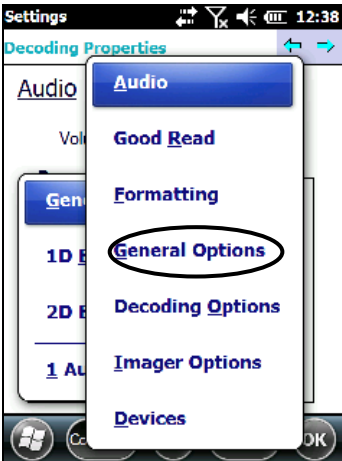 Settings 12:38
Decoding Properties
Audio
Audio
Good Read
Formatting
General Options
Decoding Options
Imager Options
Devices
1D
2D
1
OK